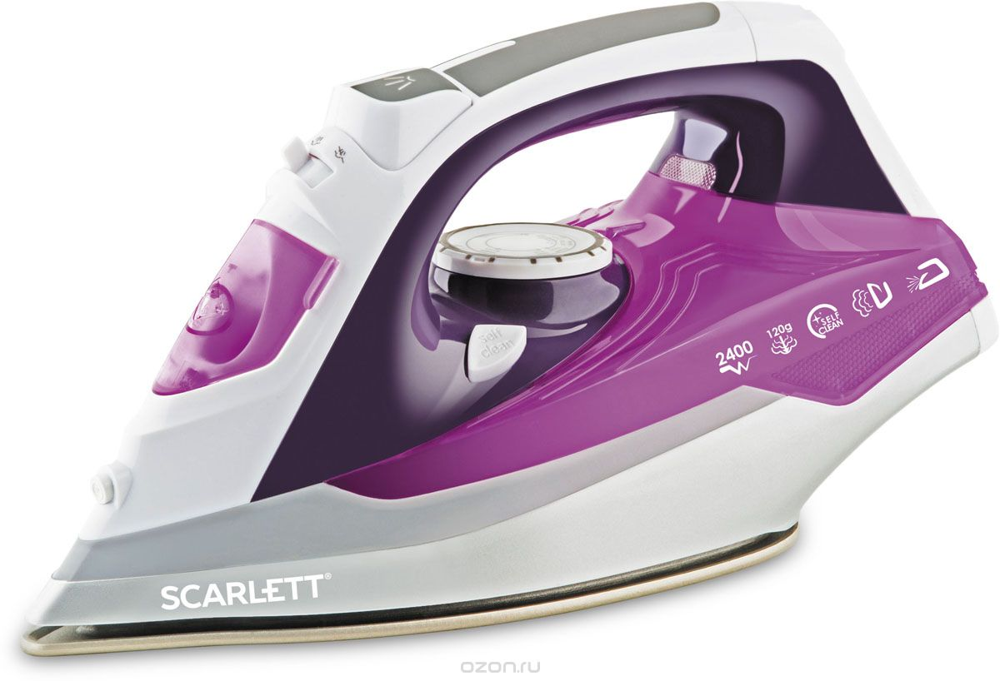 Self
clean
2400
120g
SELF
CLEAN
SCARLETT®
ozon.ru